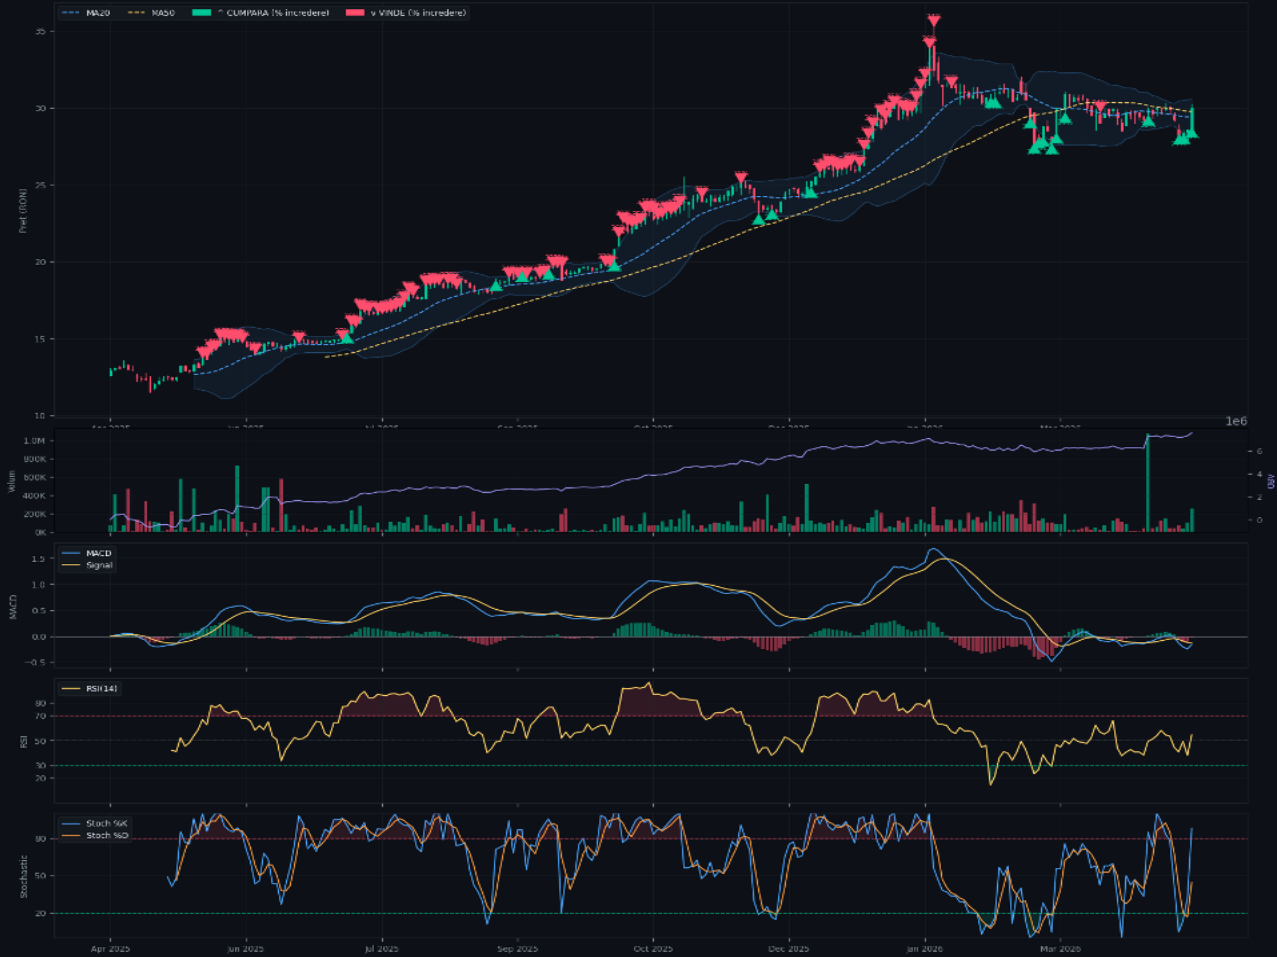 MA20 MA50 ^ CUMPARA (% incredere) v VINDE (% incredere)
35
30
25
20
15
10
Pret (RON)
1e6
1.0M
800K
600K
400K
200K
0K
Volum
6
4
2
0
OBV
MACD
Signal
1.5
1.0
0.5
0.0
−0.5
MACD
RSI(14)
80
70
50
30
20
RSI
Stoch %K
Stoch %D
80
50
20
Stochastic
Apr 2025 Jun 2025 Jul 2025 Sep 2025 Oct 2025 Dec 2025 Jan 2026 Mar 2026